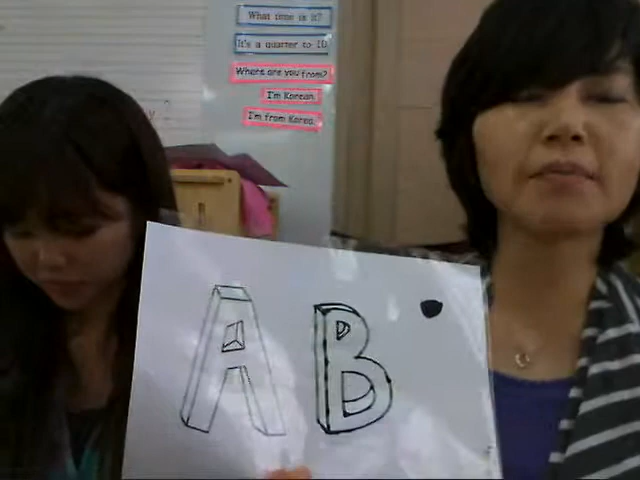 What time is it?
It's a quarter to 10.
Where are you from?
I'm Korean.
I'm from Korea.
AB